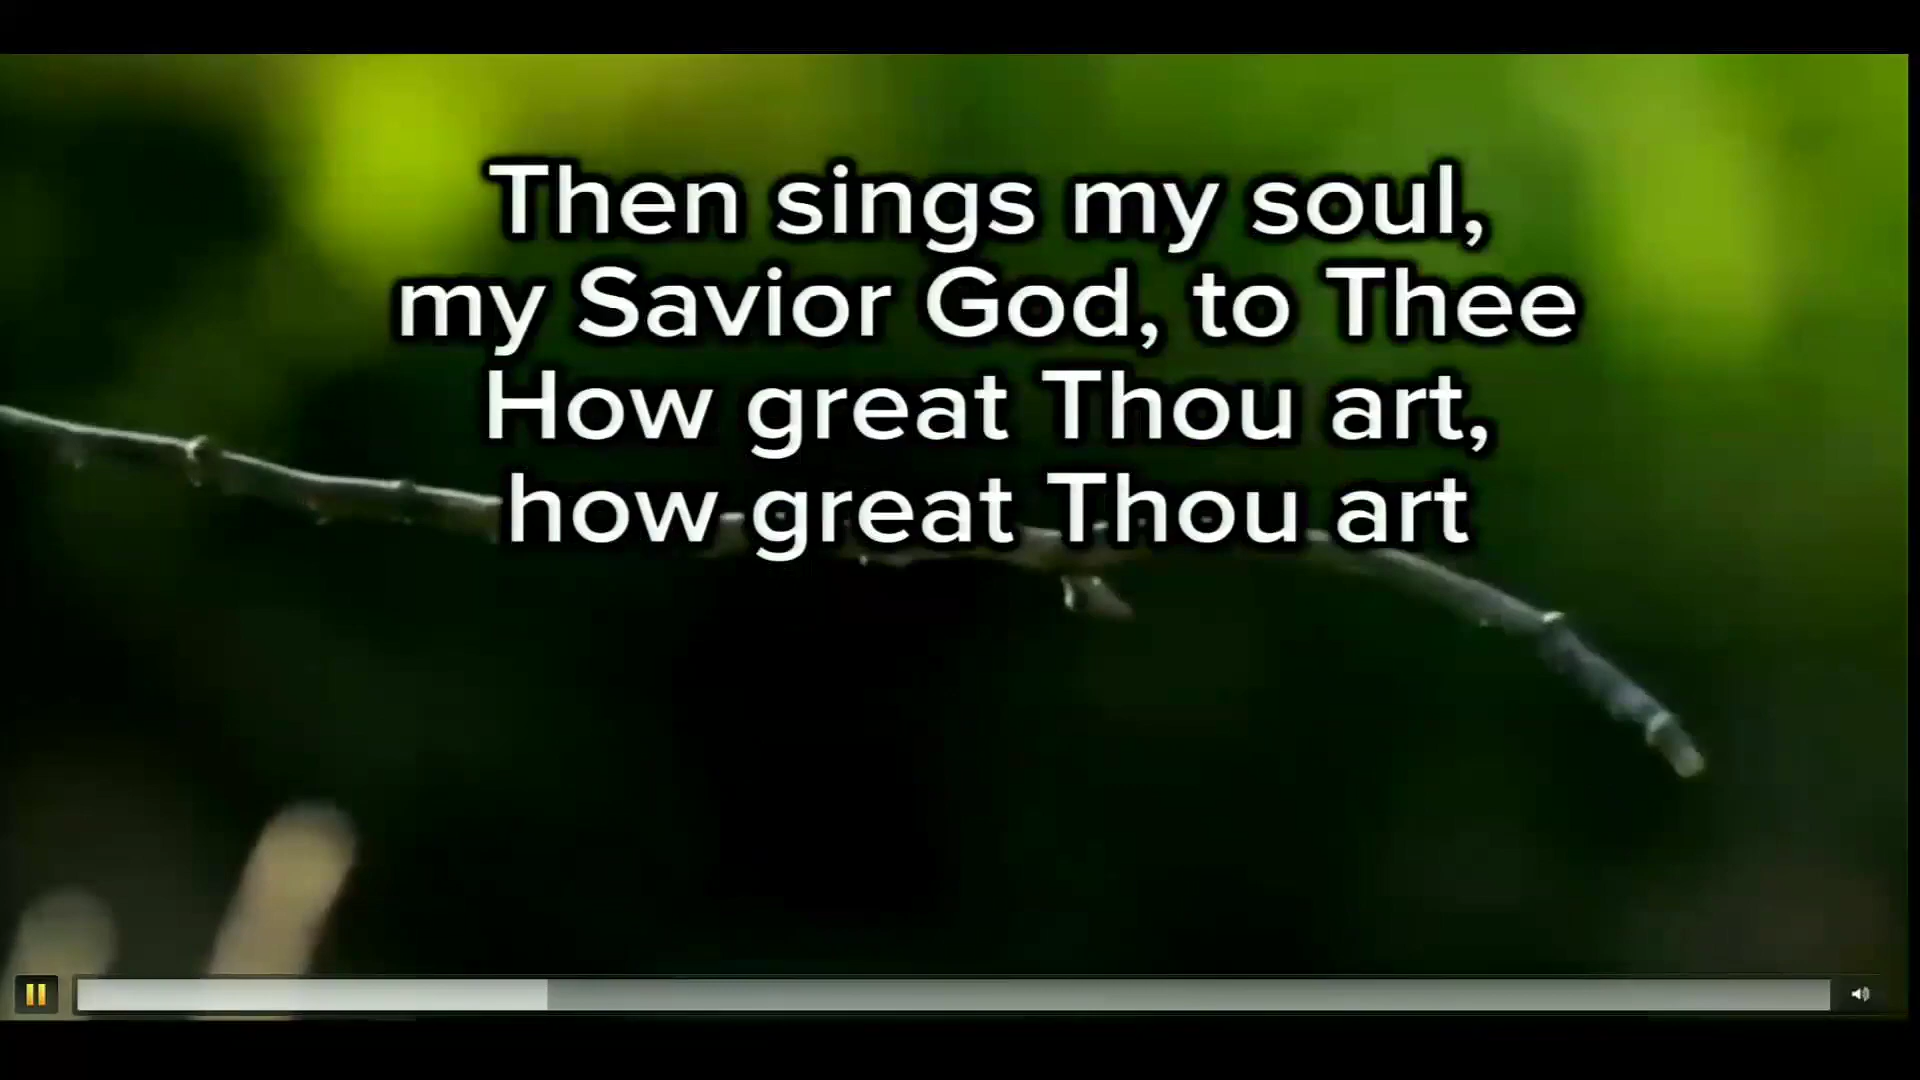 Then sings my soul,
my Savior God, to Thee
How great Thou art,
how great Thou art